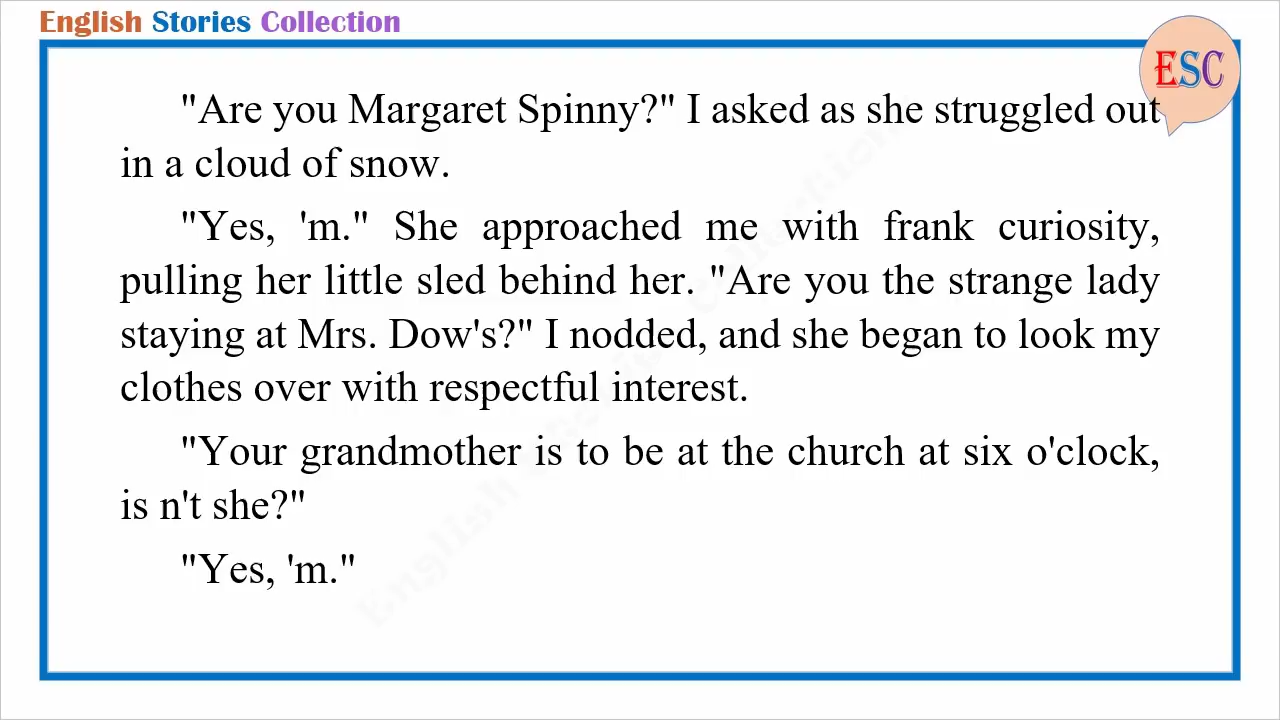 English Stories Collection
ESC
"Are you Margaret Spinny?" I asked as she struggled out
in a cloud of snow.
"Yes, 'm." She approached me with frank curiosity,
pulling her little sled behind her. "Are you the strange lady
staying at Mrs. Dow's?" I nodded, and she began to look my
clothes over with respectful interest.
"Your grandmother is to be at the church at six o'clock,
is n't she?"
"Yes, 'm."
English Stories Collection